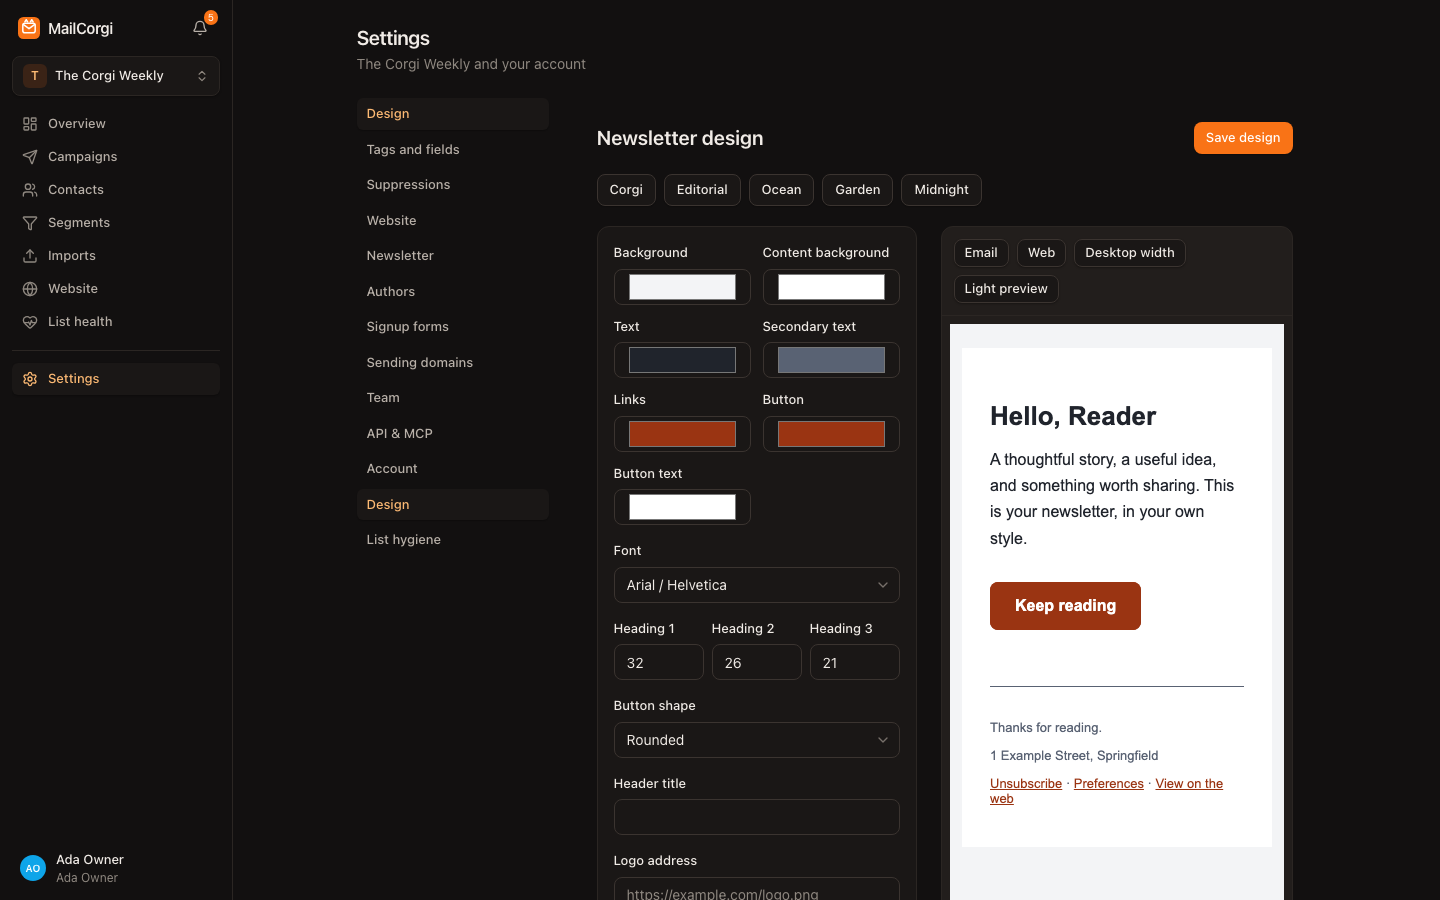 MailCorgi
5
T
The Corgi Weekly
Overview
Campaigns
Contacts
Segments
Imports
Website
List health
Settings
AO
Ada Owner
Ada Owner
Settings
The Corgi Weekly and your account
Design
Tags and fields
Suppressions
Website
Newsletter
Authors
Signup forms
Sending domains
Team
API & MCP
Account
Design
List hygiene
Newsletter design
Save design
Corgi
Editorial
Ocean
Garden
Midnight
Background
Content background
Text
Secondary text
Links
Button
Button text
Font
Arial / Helvetica
Heading 1
Heading 2
Heading 3
32
26
21
Button shape
Rounded
Header title
Logo address
https://example.com/logo.png
Email
Web
Desktop width
Light preview
Hello, Reader
A thoughtful story, a useful idea,
and something worth sharing. This
is your newsletter, in your own
style.
Keep reading
Thanks for reading.
1 Example Street, Springfield
Unsubscribe · Preferences · View on the
web